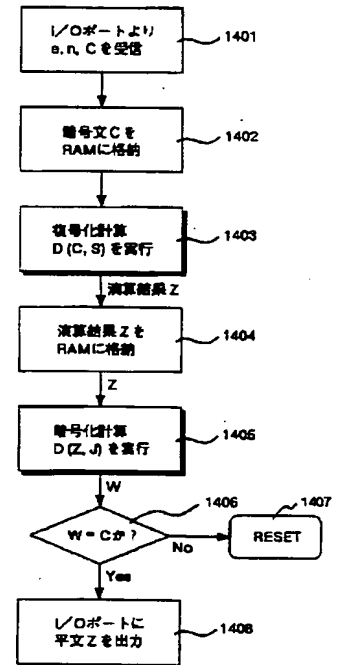 I/Oポートより
e, n, Cを受信
1401
暗号文Cを
RAMに格納
1402
復号化計算
D (C, S) を実行
1403
演算結果Z
演算結果Zを
RAMに格納
1404
Z
暗号化計算
D (Z, J) を実行
1405
W
1406
W = Cか?
No
1407
RESET
Yes
I/Oポートに
平文Zを出力
1408